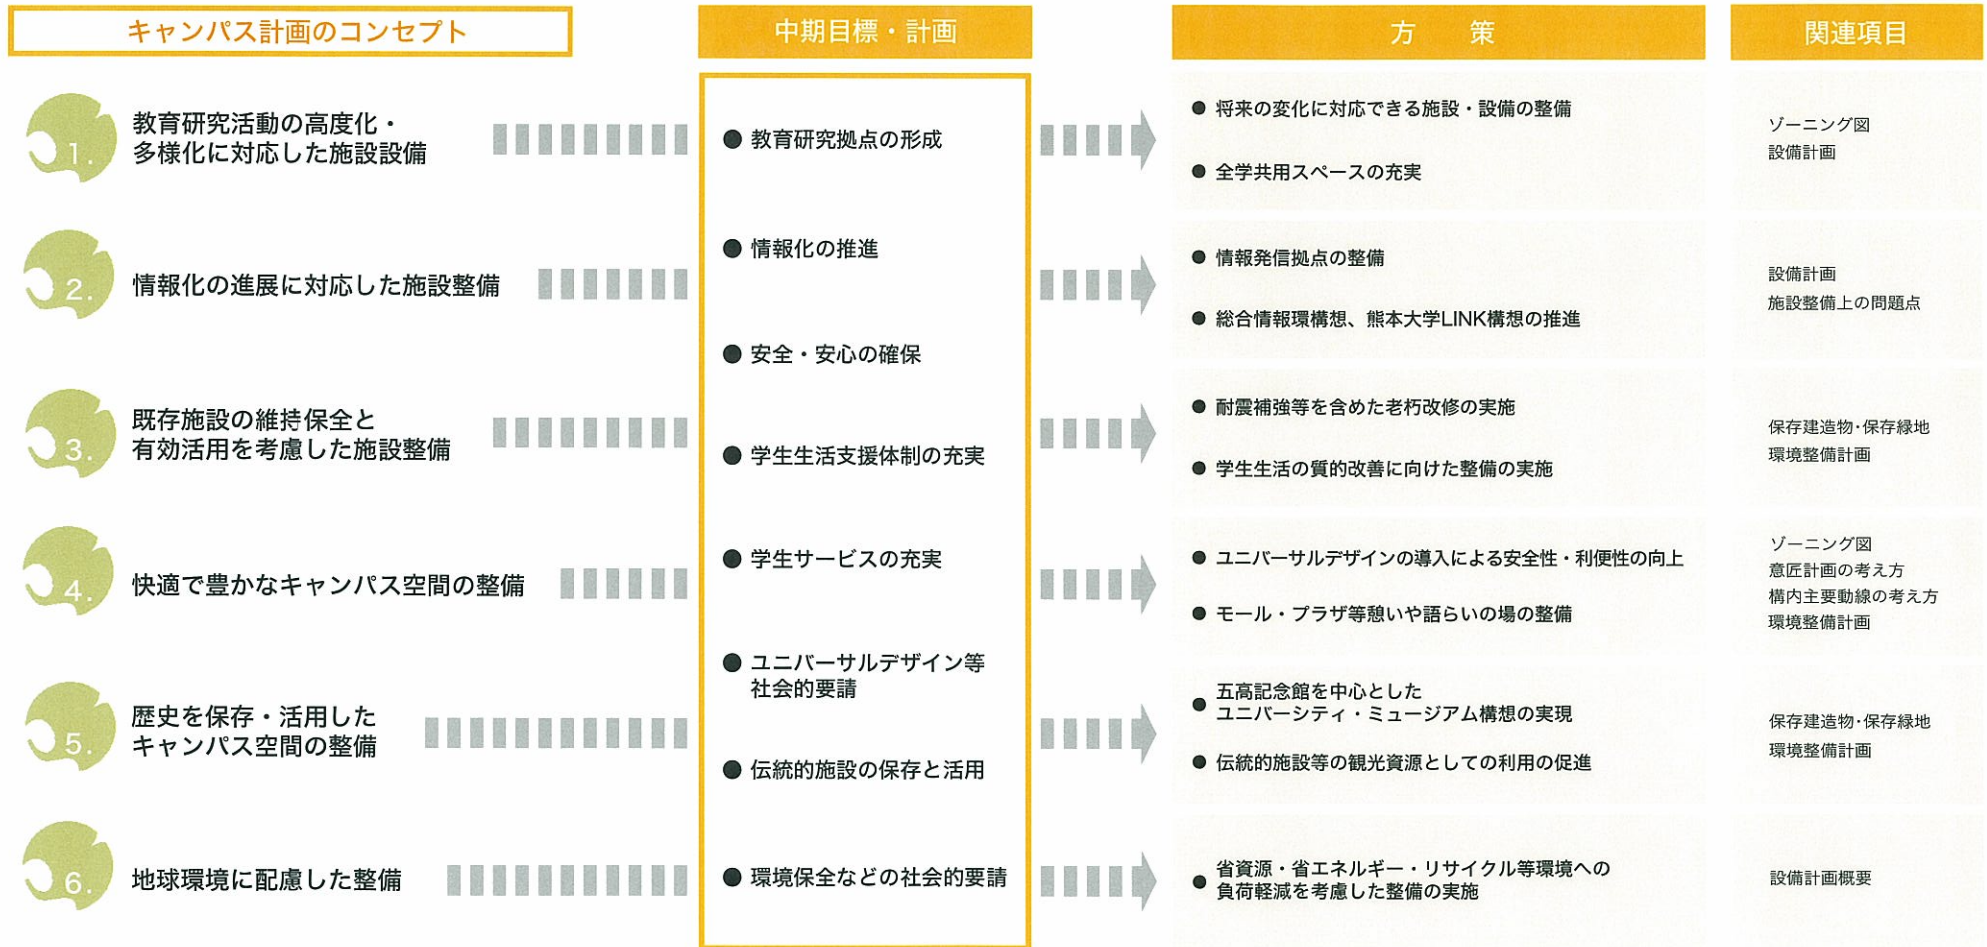 キャンパス計画のコンセプト
中期目標・計画
方　　策
関連項目
1.
教育研究活動の高度化・
多様化に対応した施設設備
2.
情報化の進展に対応した施設整備
3.
既存施設の維持保全と
有効活用を考慮した施設整備
4.
快適で豊かなキャンパス空間の整備
5.
歴史を保存・活用した
キャンパス空間の整備
6.
地球環境に配慮した整備
● 教育研究拠点の形成
● 情報化の推進
● 安全・安心の確保
● 学生生活支援体制の充実
● 学生サービスの充実
● ユニバーサルデザイン等
社会的要請
● 伝統的施設の保存と活用
● 環境保全などの社会的要請
● 将来の変化に対応できる施設・設備の整備
● 全学共用スペースの充実
● 情報発信拠点の整備
● 総合情報環構想、熊本大学LINK構想の推進
● 耐震補強等を含めた老朽改修の実施
● 学生生活の質的改善に向けた整備の実施
● ユニバーサルデザインの導入による安全性・利便性の向上
● モール・プラザ等憩いや語らいの場の整備
● 五高記念館を中心とした
ユニバーシティ・ミュージアム構想の実現
● 伝統的施設等の観光資源としての利用の促進
● 省資源・省エネルギー・リサイクル等環境への
負荷軽減を考慮した整備の実施
ゾーニング図
設備計画
設備計画
施設整備上の問題点
保存建造物･保存緑地
環境整備計画
ゾーニング図
意匠計画の考え方
構内主要動線の考え方
環境整備計画
保存建造物･保存緑地
環境整備計画
設備計画概要